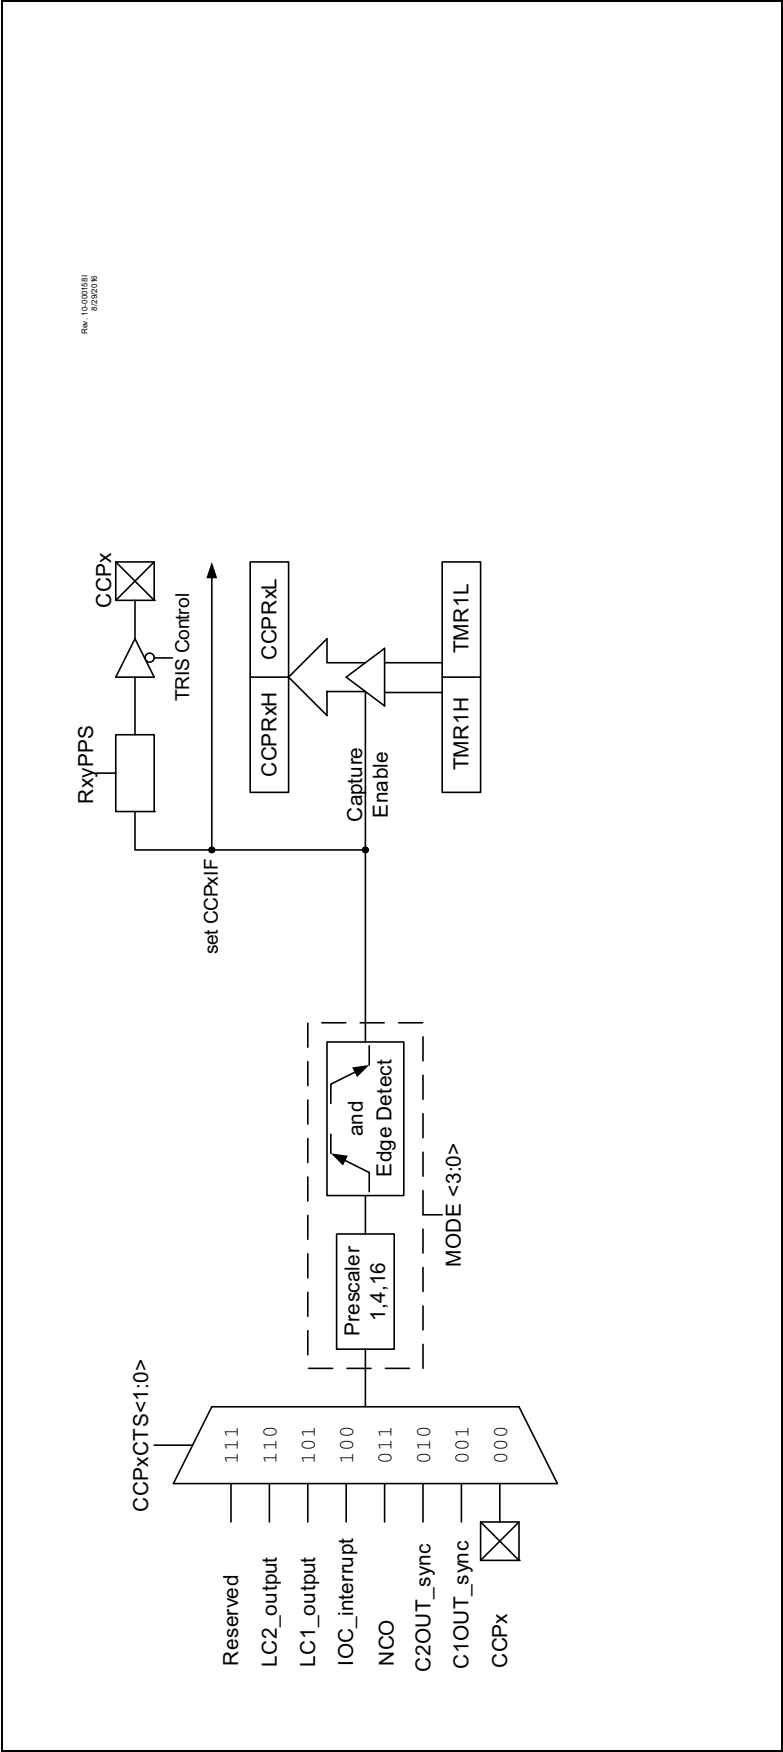 Rev. 10-000158I
8/29/2016
CCPxCTS<1:0>
RxyPPS
CCPx
TRIS Control
set CCPxIF
Reserved
111
LC2_output
110
LC1_output
101
IOC_interrupt
100
NCO
011
C2OUT_sync
010
C1OUT_sync
001
CCPx
000
Prescaler
1,4,16
and
Edge Detect
MODE <3:0>
Capture
Enable
CCPRxH
CCPRxL
TMR1H
TMR1L